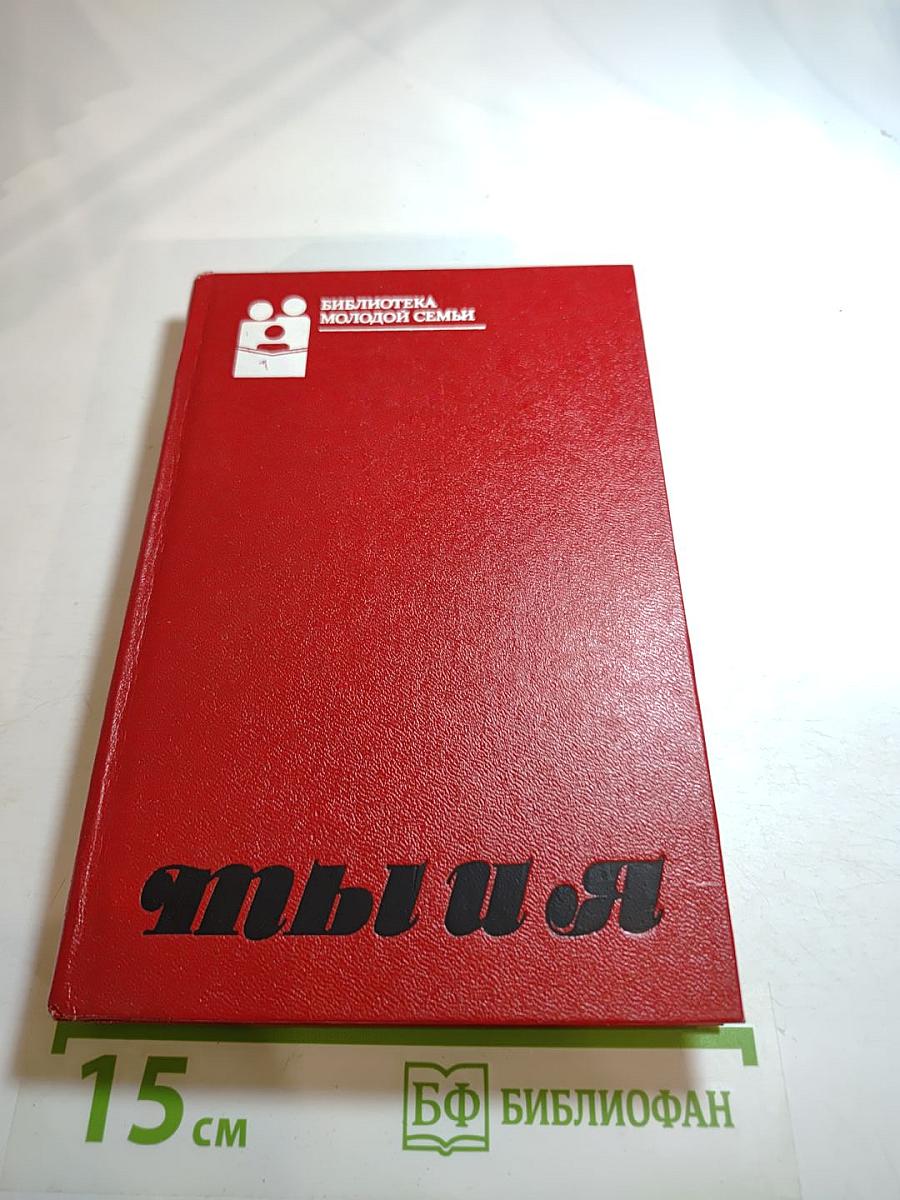 БИБЛИОТЕКА
МОЛОДОЙ СЕМЬИ
ты и я
15 см
БФ БИБЛИОФАН